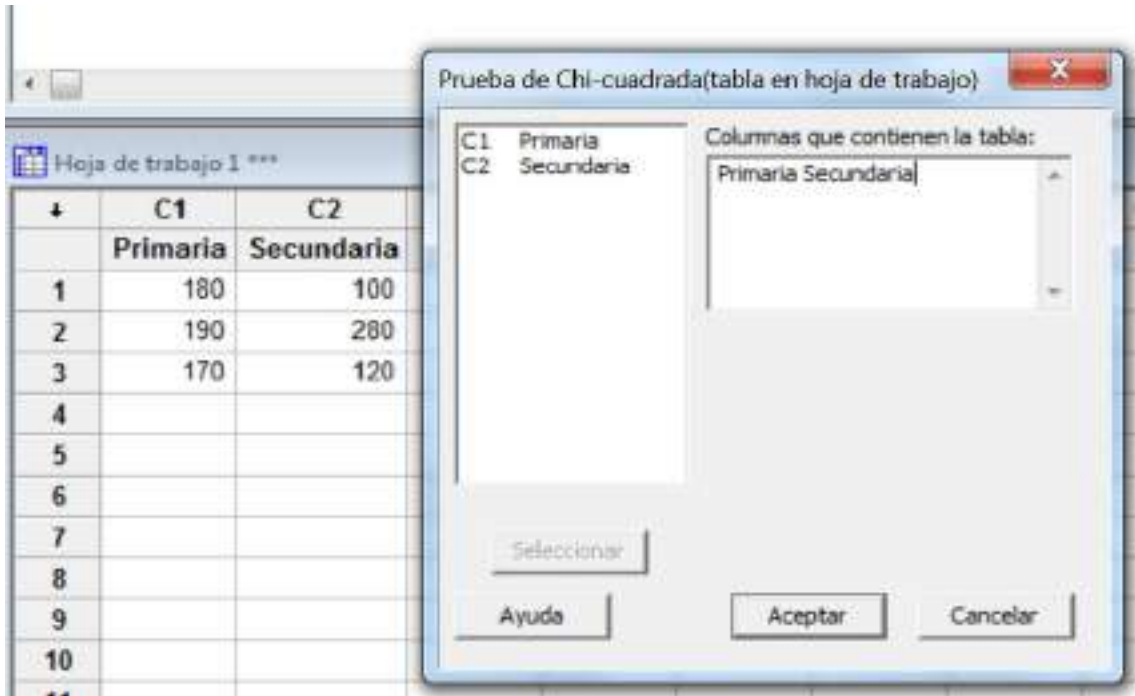 Prueba de Chi-cuadrada(tabla en hoja de trabajo)
C1 Primaria
C2 Secundaria
Columnas que contienen la tabla:
Primaria Secundaria
Seleccionar
Ayuda
Aceptar
Cancelar
Hoja de trabajo 1 ***
C1 C2
Primaria Secundaria
1 180 100
2 190 280
3 170 120
4
5
6
7
8
9
10
11